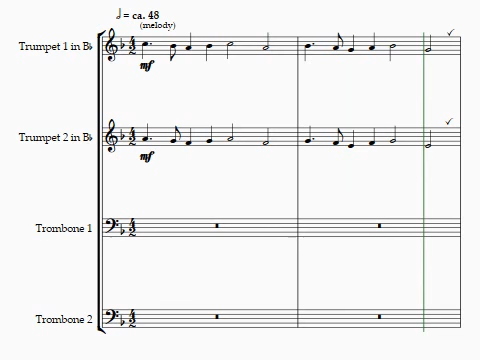 𝅗𝅥 = ca. 48
(melody)
Trumpet 1 in B♭
mf
Trumpet 2 in B♭
mf
Trombone 1
Trombone 2